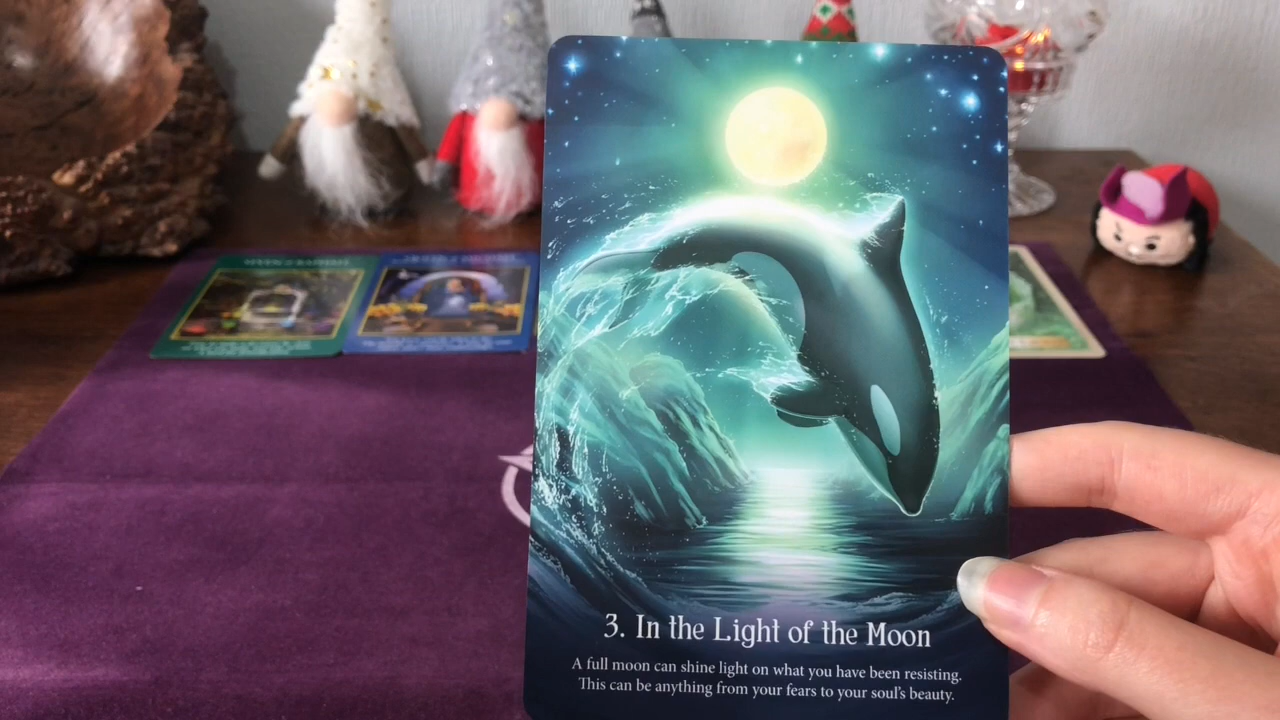 3. In the Light of the Moon
A full moon can shine light on what you have been resisting.
This can be anything from your fears to your soul's beauty.